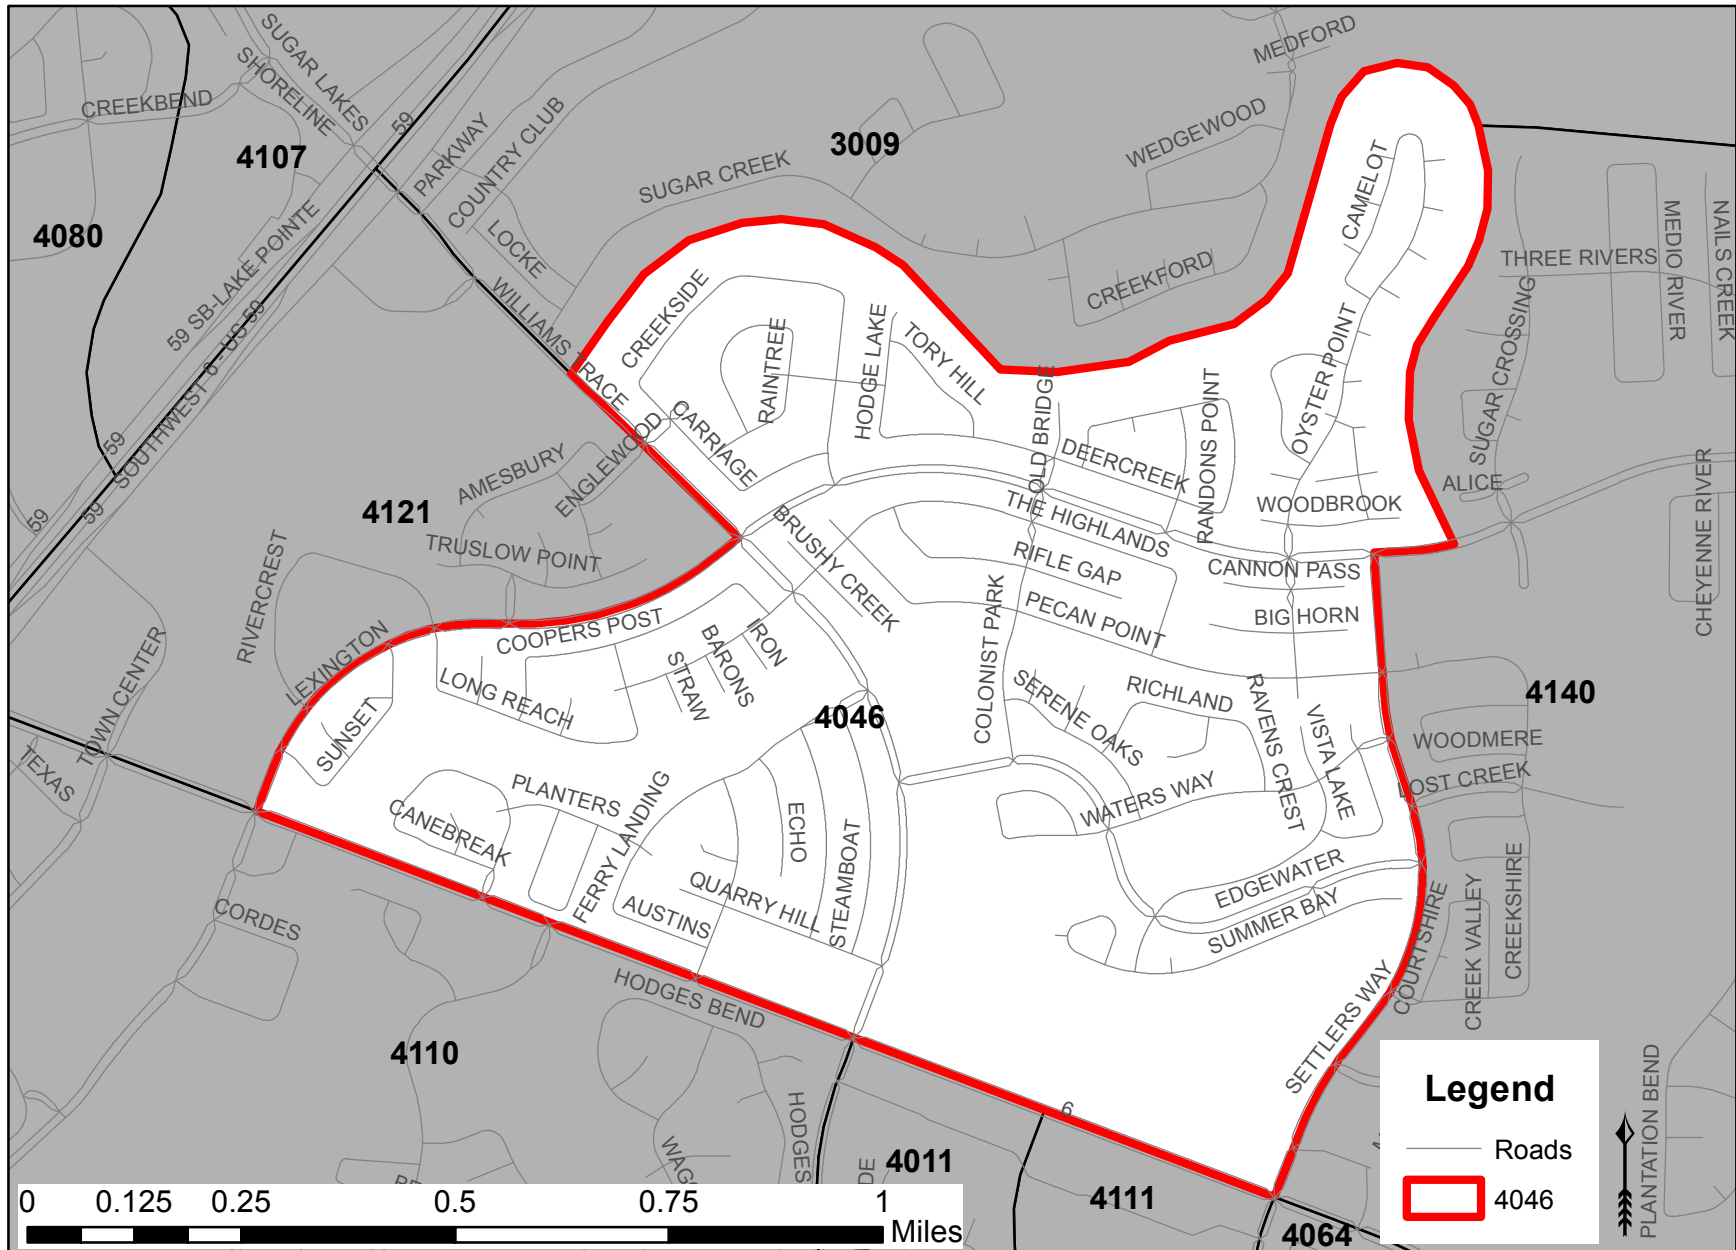 SUGAR LAKES
SHORELINE
CREEKBEND
59
PARKWAY
COUNTRY CLUB
4107
3009
SUGAR CREEK
MEDFORD
WEDGEWOOD
CAMELOT
4080
59 SB-LAKE POINTE
SOUTHWEST 6 - US 59
LOCKE
WILLIAMS TRACE
CREEKFORD
THREE RIVERS
MEDIO RIVER
NAILS CREEK
CREEKSIDE
RAINTREE
HODGE LAKE
TORY HILL
OLD BRIDGE
OYSTER POINT
SUGAR CROSSING
CARRIAGE
DEERCREEK
RANDONS POINT
59
59
59
AMESBURY
ENGLEWOOD
4121
TRUSLOW POINT
THE HIGHLANDS
WOODBROOK
ALICE
CHEYENNE RIVER
BRUSHY CREEK
RIFLE GAP
CANNON PASS
PECAN POINT
BIG HORN
RIVERCREST
LEXINGTON
COOPERS POST
IRON
BARONS
STRAW
COLONIST PARK
LONG REACH
SUNSET
4046
SERENE OAKS
RICHLAND
RAVENS CREST
VISTA LAKE
4140
WOODMERE
LOST CREEK
TOWN CENTER
TEXAS
PLANTERS
CANEBREAK
FERRY LANDING
ECHO
STEAMBOAT
WATERS WAY
QUARRY HILL
AUSTINS
EDGEWATER
SUMMER BAY
COURTSHIRE
CREEK VALLEY
CREEKSHIRE
CORDES
HODGES BEND
SETTLERS WAY
4110
HODGES
6
4011
4111
4064
PLANTATION BEND
Legend
Roads
4046
0 0.125 0.25 0.5 0.75 1
Miles